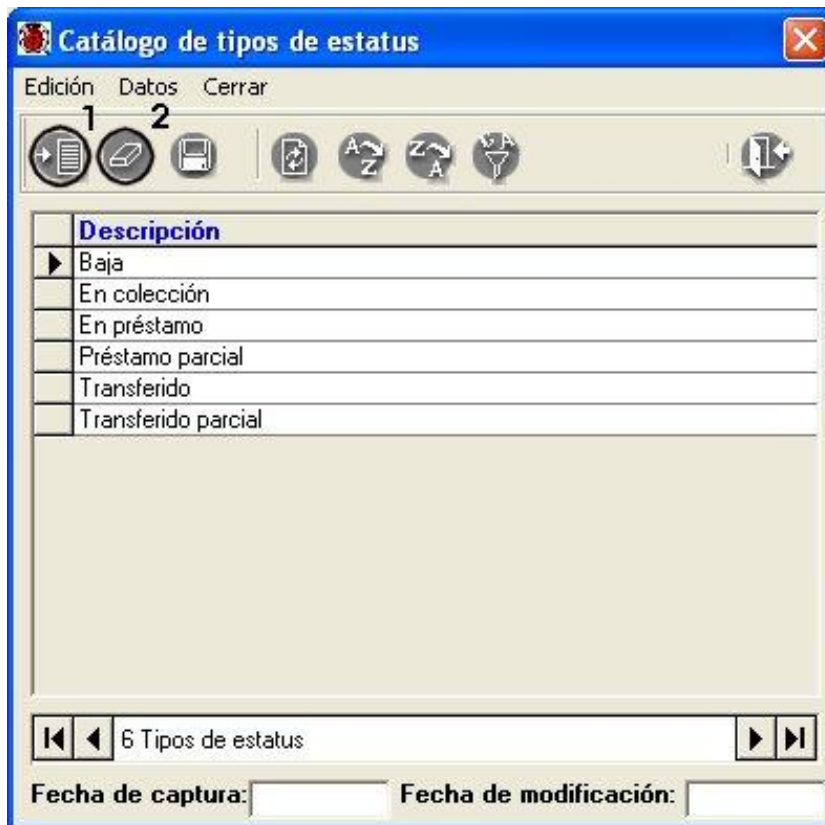 Catálogo de tipos de estatus
Edición Datos Cerrar
1 2
A Z Z A A
Descripción
Baja
En colección
En préstamo
Préstamo parcial
Transferido
Transferido parcial
6 Tipos de estatus
Fecha de captura: Fecha de modificación: